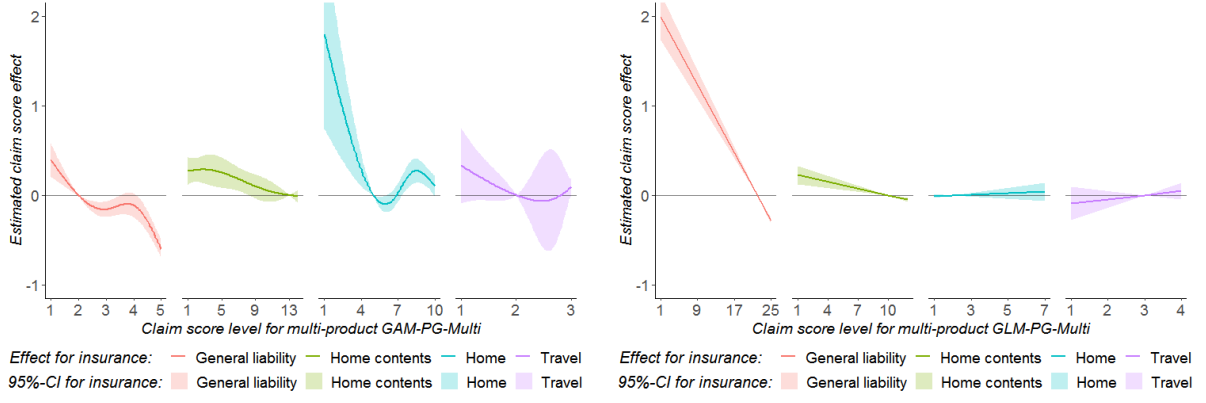 2
1
0
-1
Estimated claim score effect
1 2 3 4 5 1 5 9 13 1 4 7 10 1 2 3
Claim score level for multi-product GAM-PG-Multi
Effect for insurance: General liability Home contents Home Travel
95%-CI for insurance: General liability Home contents Home Travel
2
1
0
-1
Estimated claim score effect
1 9 17 25 1 4 7 10 1 3 5 7 1 2 3 4
Claim score level for multi-product GLM-PG-Multi
Effect for insurance: General liability Home contents Home Travel
95%-CI for insurance: General liability Home contents Home Travel